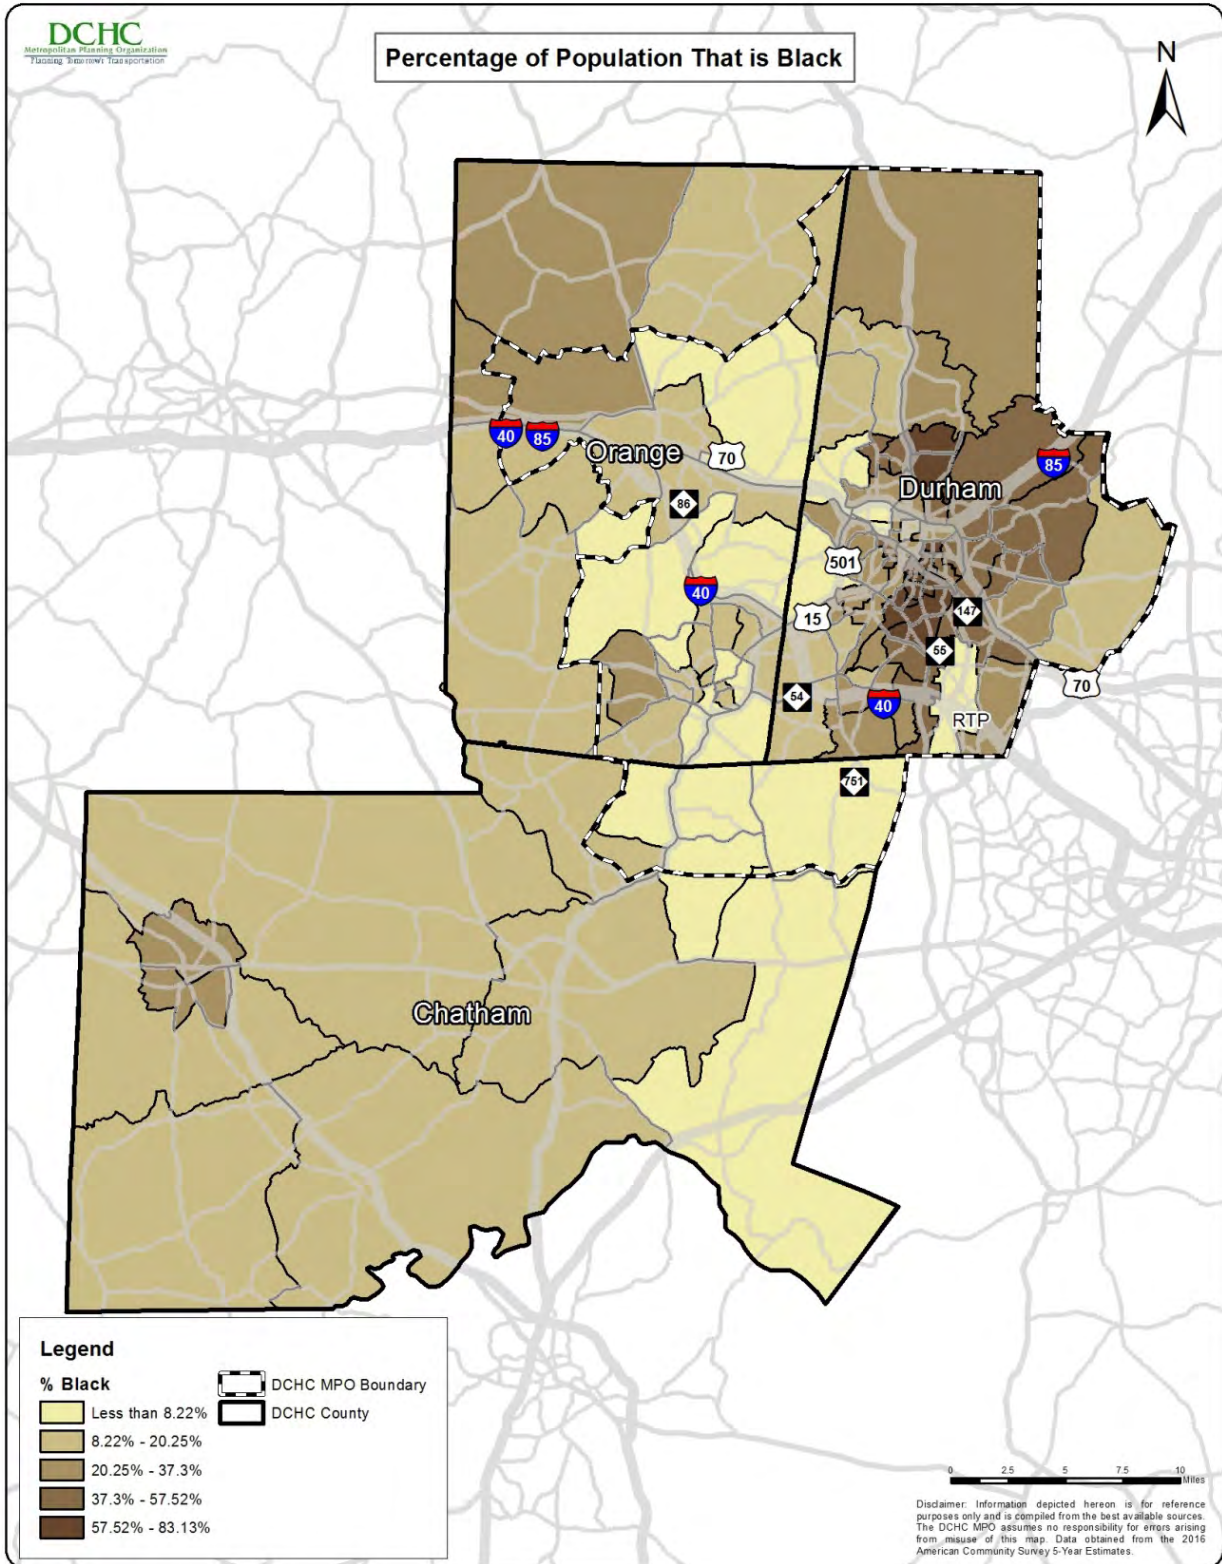 DCHC
Metropolitan Planning Organization
Planning Tomorrow's Transportation
Percentage of Population That is Black
N
40
85
Orange
70
86
Durham
85
501
40
15
147
55
54
40
RTP
70
751
Chatham
Legend
% Black
Less than 8.22%
8.22% - 20.25%
20.25% - 37.3%
37.3% - 57.52%
57.52% - 83.13%
DCHC MPO Boundary
DCHC County
0 2.5 5 7.5 10
Miles
Disclaimer: Information depicted hereon is for reference
purposes only and is compiled from the best available sources.
The DCHC MPO assumes no responsibility for errors arising
from misuse of this map. Data obtained from the 2016
American Community Survey 5-Year Estimates.